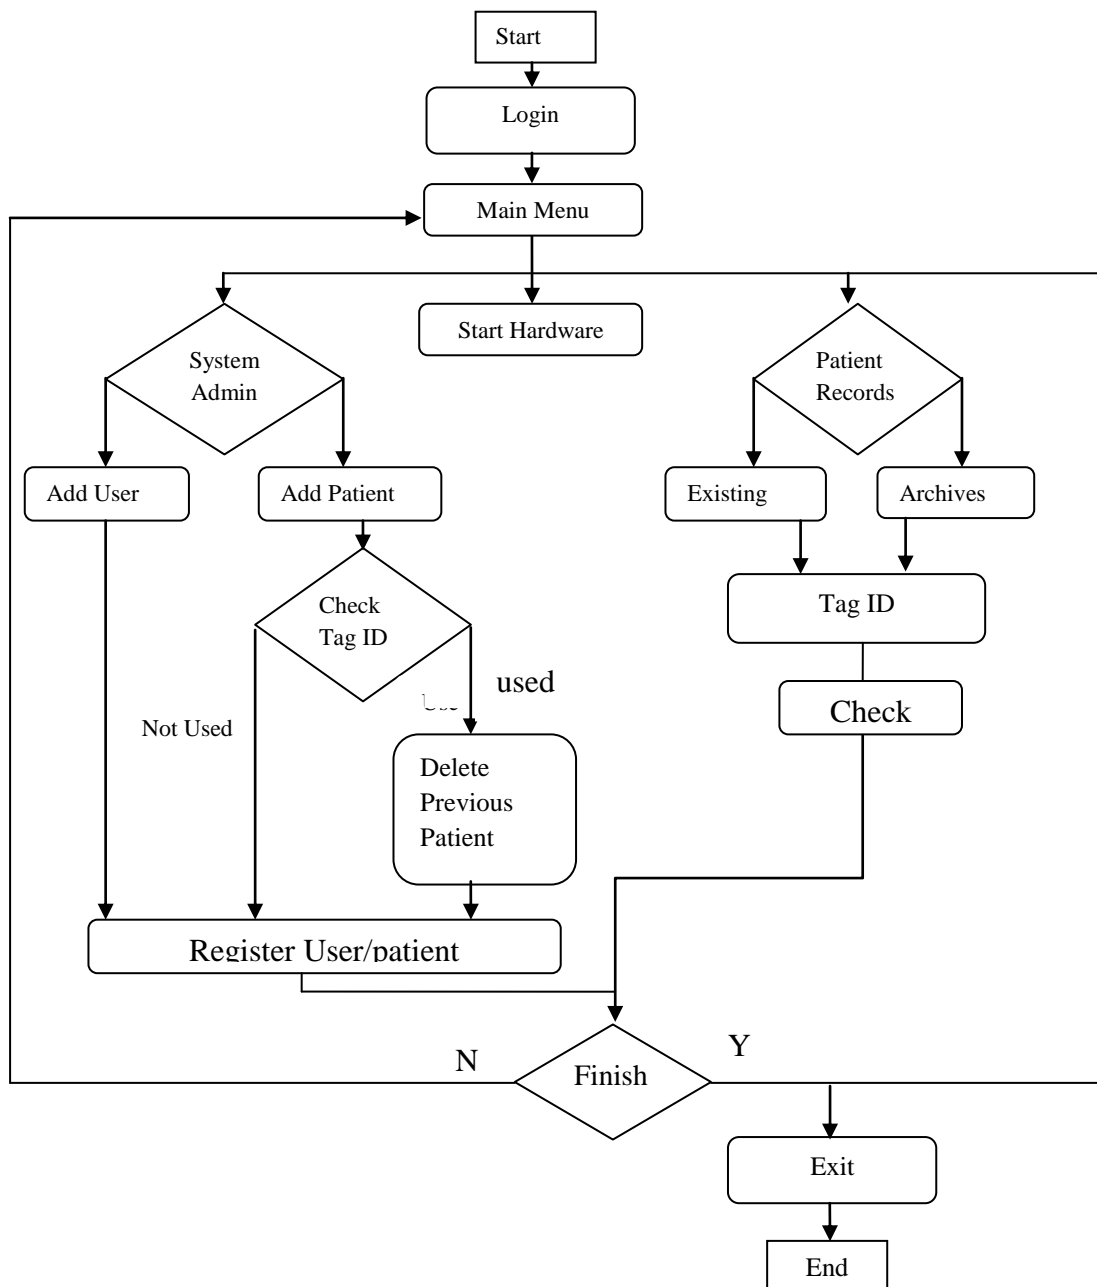 Start
Login
Main Menu
Start Hardware
System
Admin
Patient
Records
Add User
Add Patient
Existing
Archives
Check
Tag ID
Tag ID
used
Not Used
Check
Delete
Previous
Patient
Register User/patient
N
Y
Finish
Exit
End